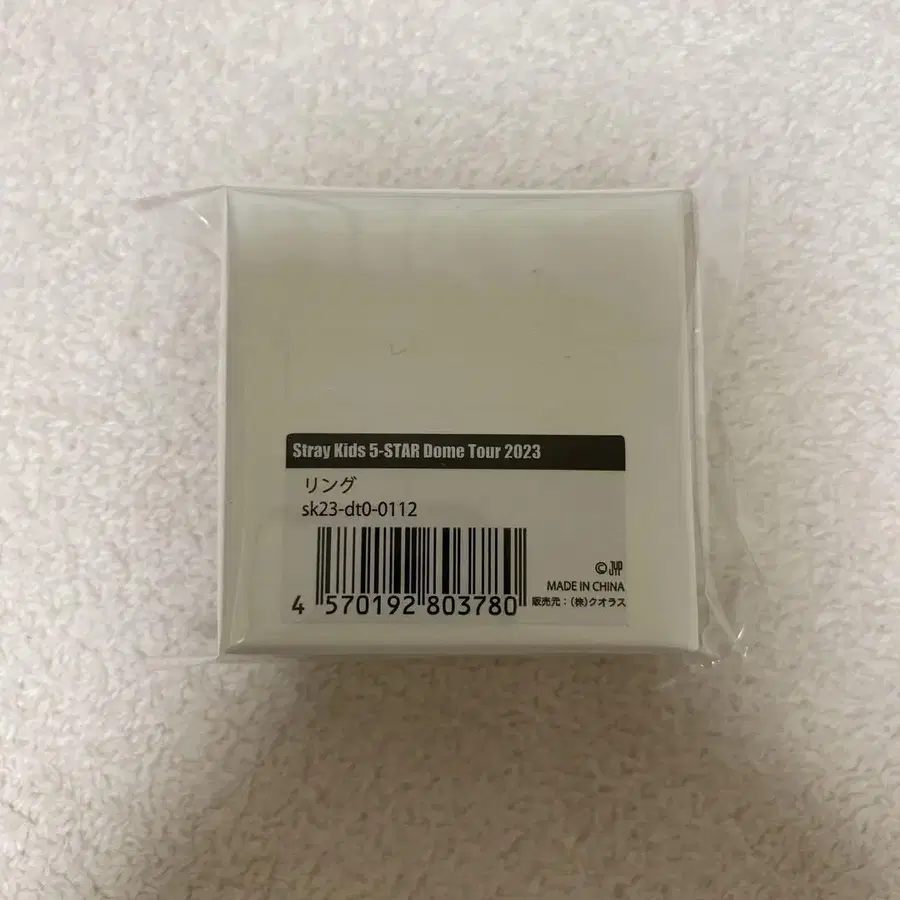 Stray Kids 5-STAR Dome Tour 2023
リング
sk23-dt0-0112
© JYP
MADE IN CHINA
4 570192 803780
販売元：(株)クオラス